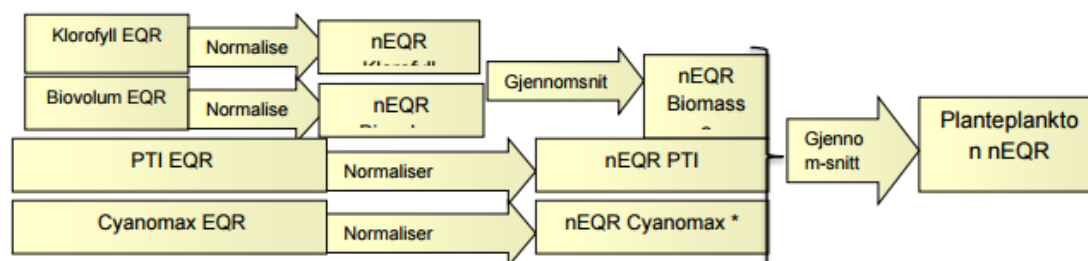 Klorofyll EQR
Normalise
nEQR
Gjennomsnit
nEQR
Biomass
Biovolum EQR
Normalise
nEQR
PTI EQR
Normaliser
nEQR PTI
Cyanomax EQR
Normaliser
nEQR Cyanomax *
Gjenno
m-snitt
Planteplankto
n nEQR